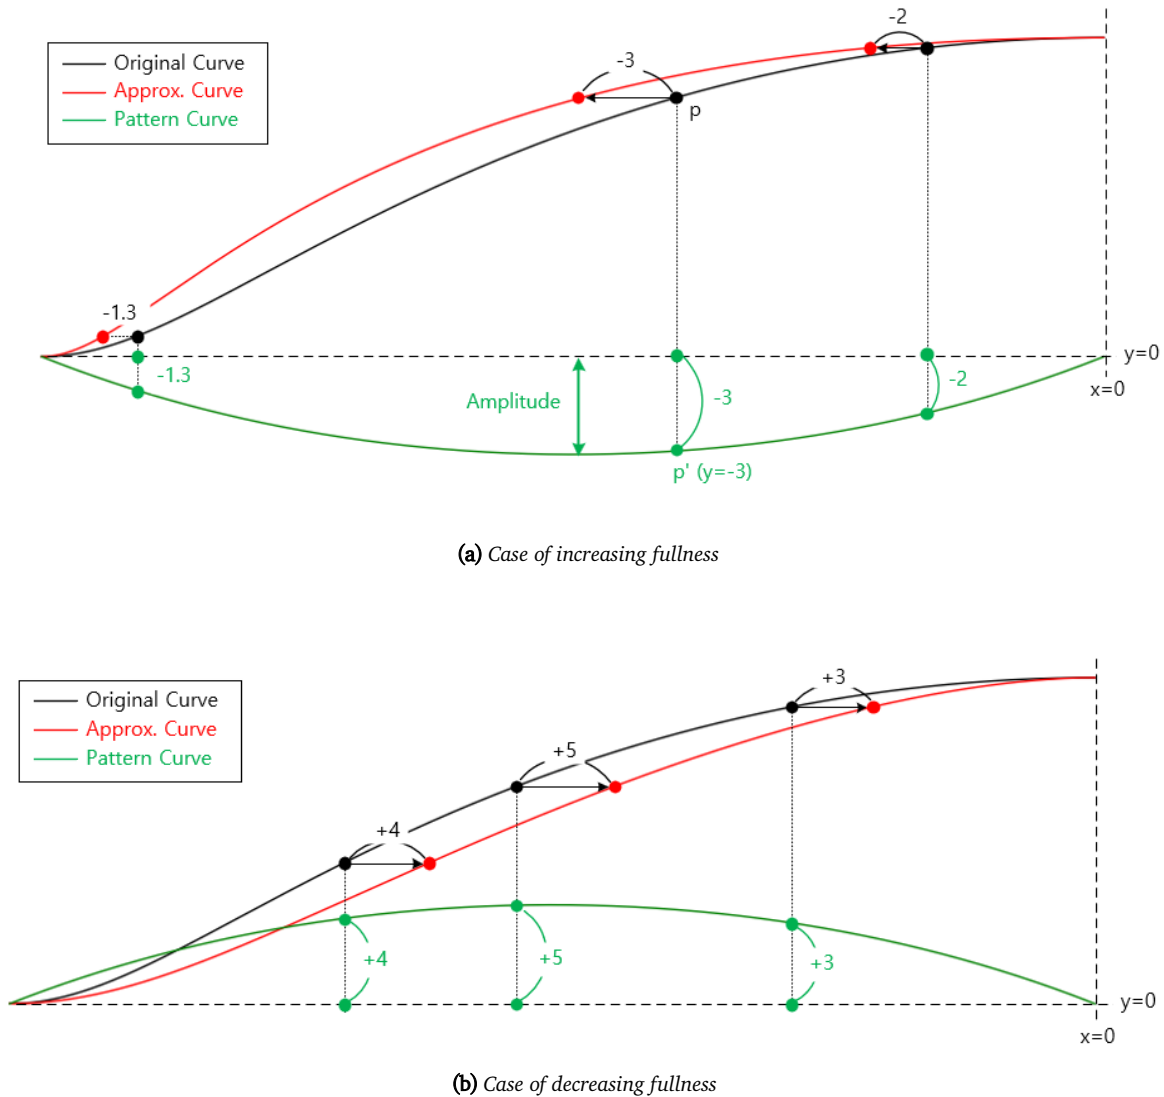 -2
Original Curve
-3
Approx. Curve
p
Pattern Curve
-1.3
y=0
-1.3
-2
x=0
Amplitude
-3
p' (y=-3)
(a) Case of increasing fullness
+3
Original Curve
Approx. Curve
+5
Pattern Curve
+4
+4
+5
+3
y=0
x=0
(b) Case of decreasing fullness